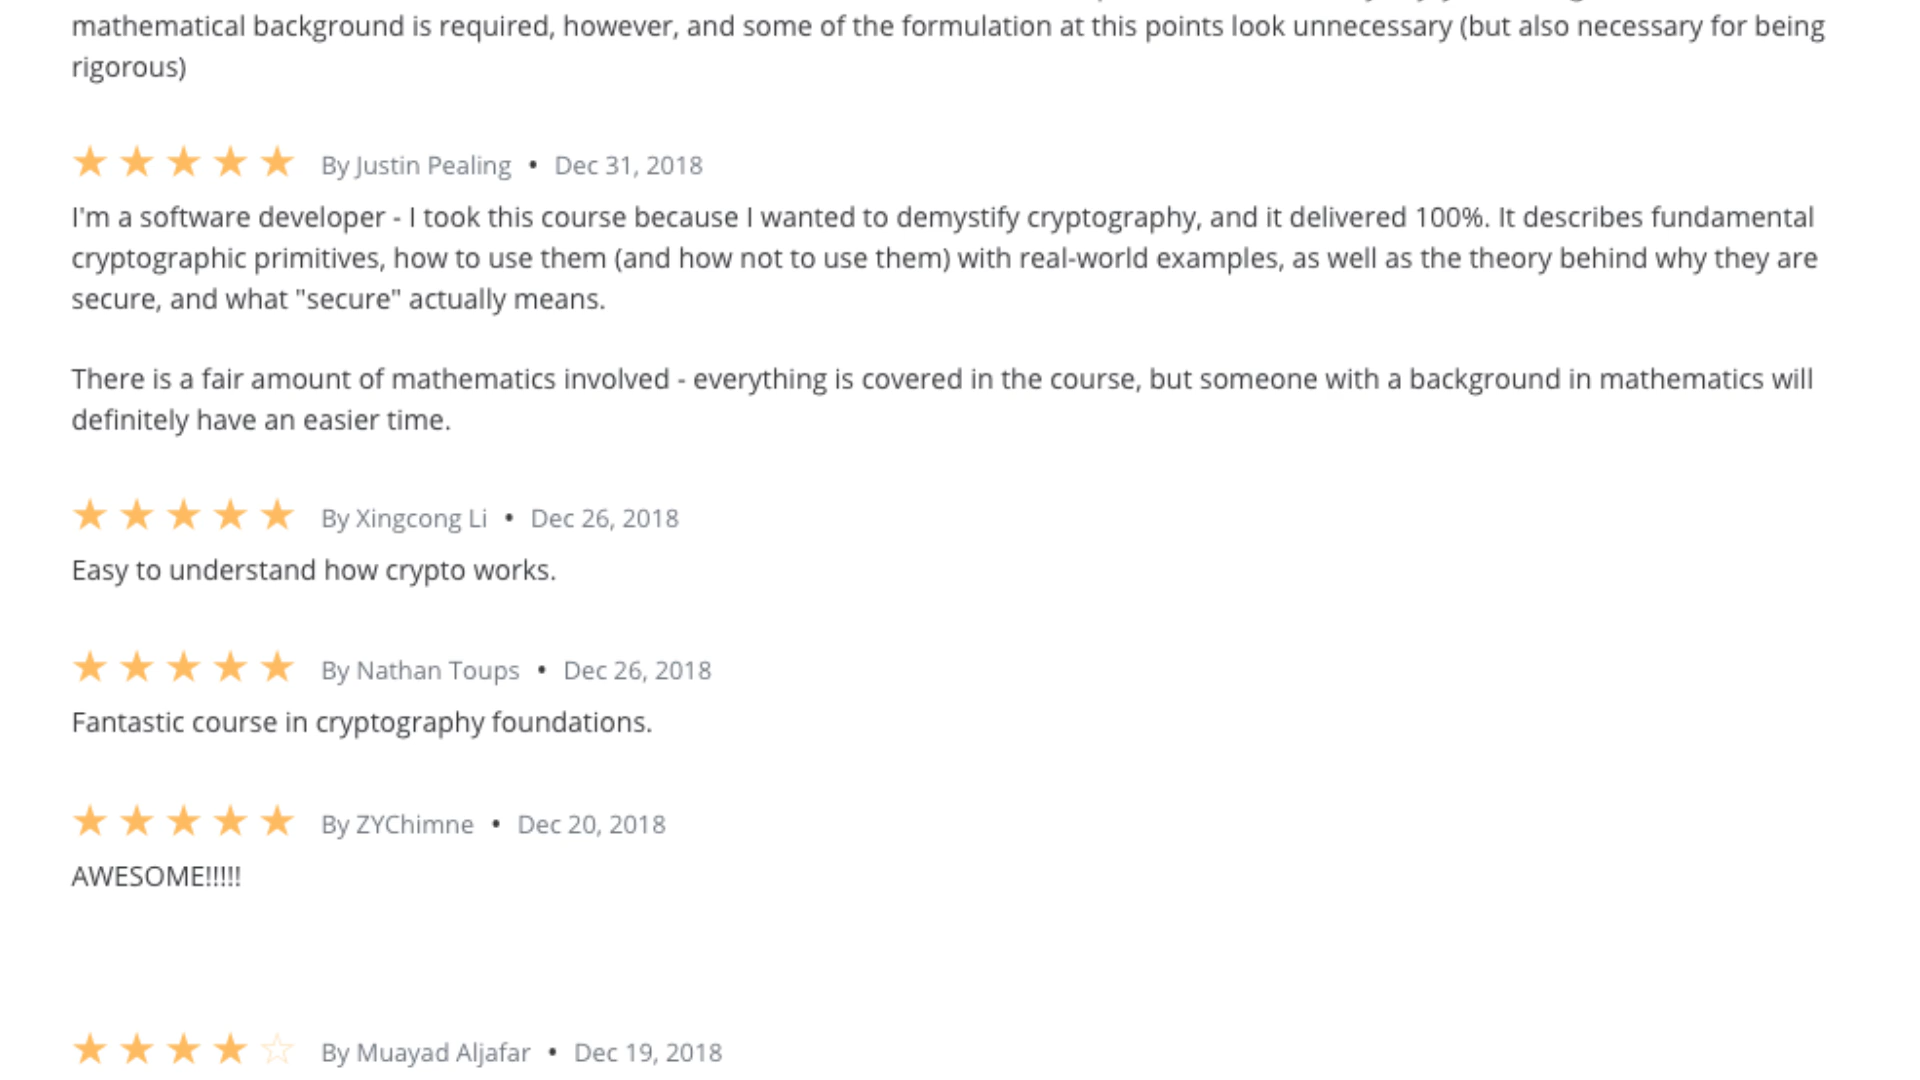 mathematical background is required, however, and some of the formulation at this points look unnecessary (but also necessary for being
rigorous)
By Justin Pealing • Dec 31, 2018
I'm a software developer - I took this course because I wanted to demystify cryptography, and it delivered 100%. It describes fundamental
cryptographic primitives, how to use them (and how not to use them) with real-world examples, as well as the theory behind why they are
secure, and what "secure" actually means.
There is a fair amount of mathematics involved - everything is covered in the course, but someone with a background in mathematics will
definitely have an easier time.
By Xingcong Li • Dec 26, 2018
Easy to understand how crypto works.
By Nathan Toups • Dec 26, 2018
Fantastic course in cryptography foundations.
By ZYChimne • Dec 20, 2018
AWESOME!!!!!
By Muayad Aljafar • Dec 19, 2018